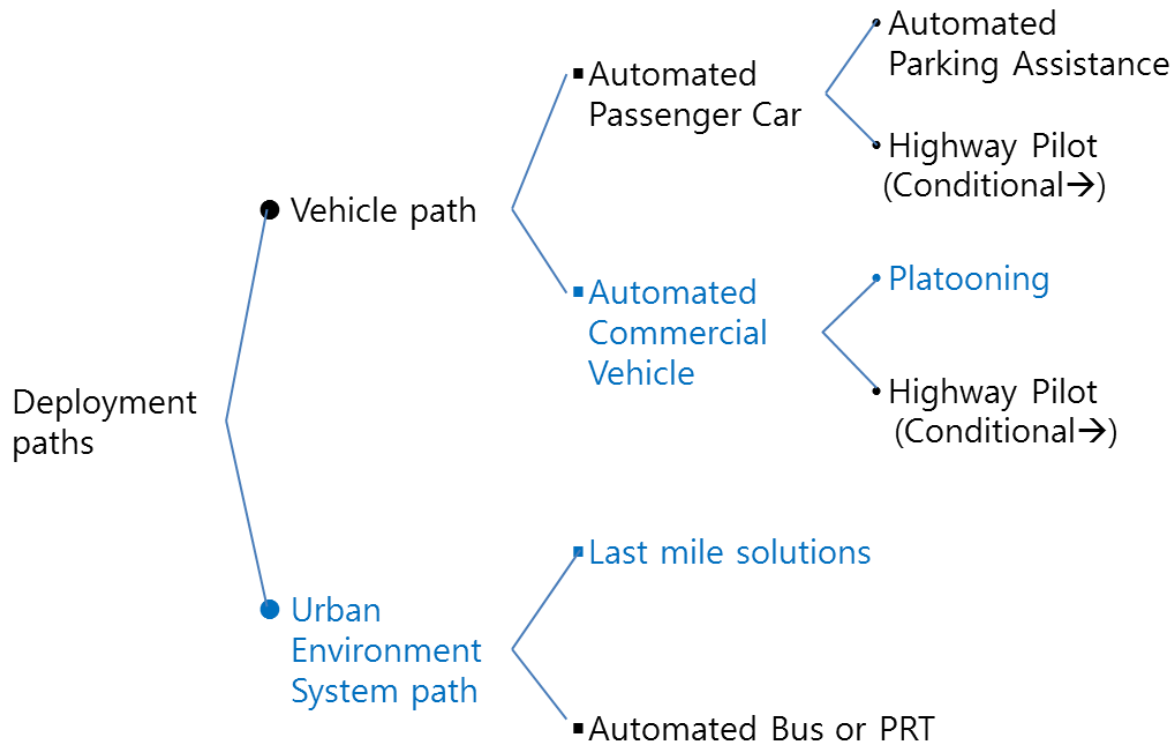 Deployment
paths
Vehicle path
Automated
Passenger Car
Automated
Parking Assistance
Highway Pilot
(Conditional→)
Automated
Commercial
Vehicle
Platooning
Highway Pilot
(Conditional→)
Urban
Environment
System path
Last mile solutions
Automated Bus or PRT